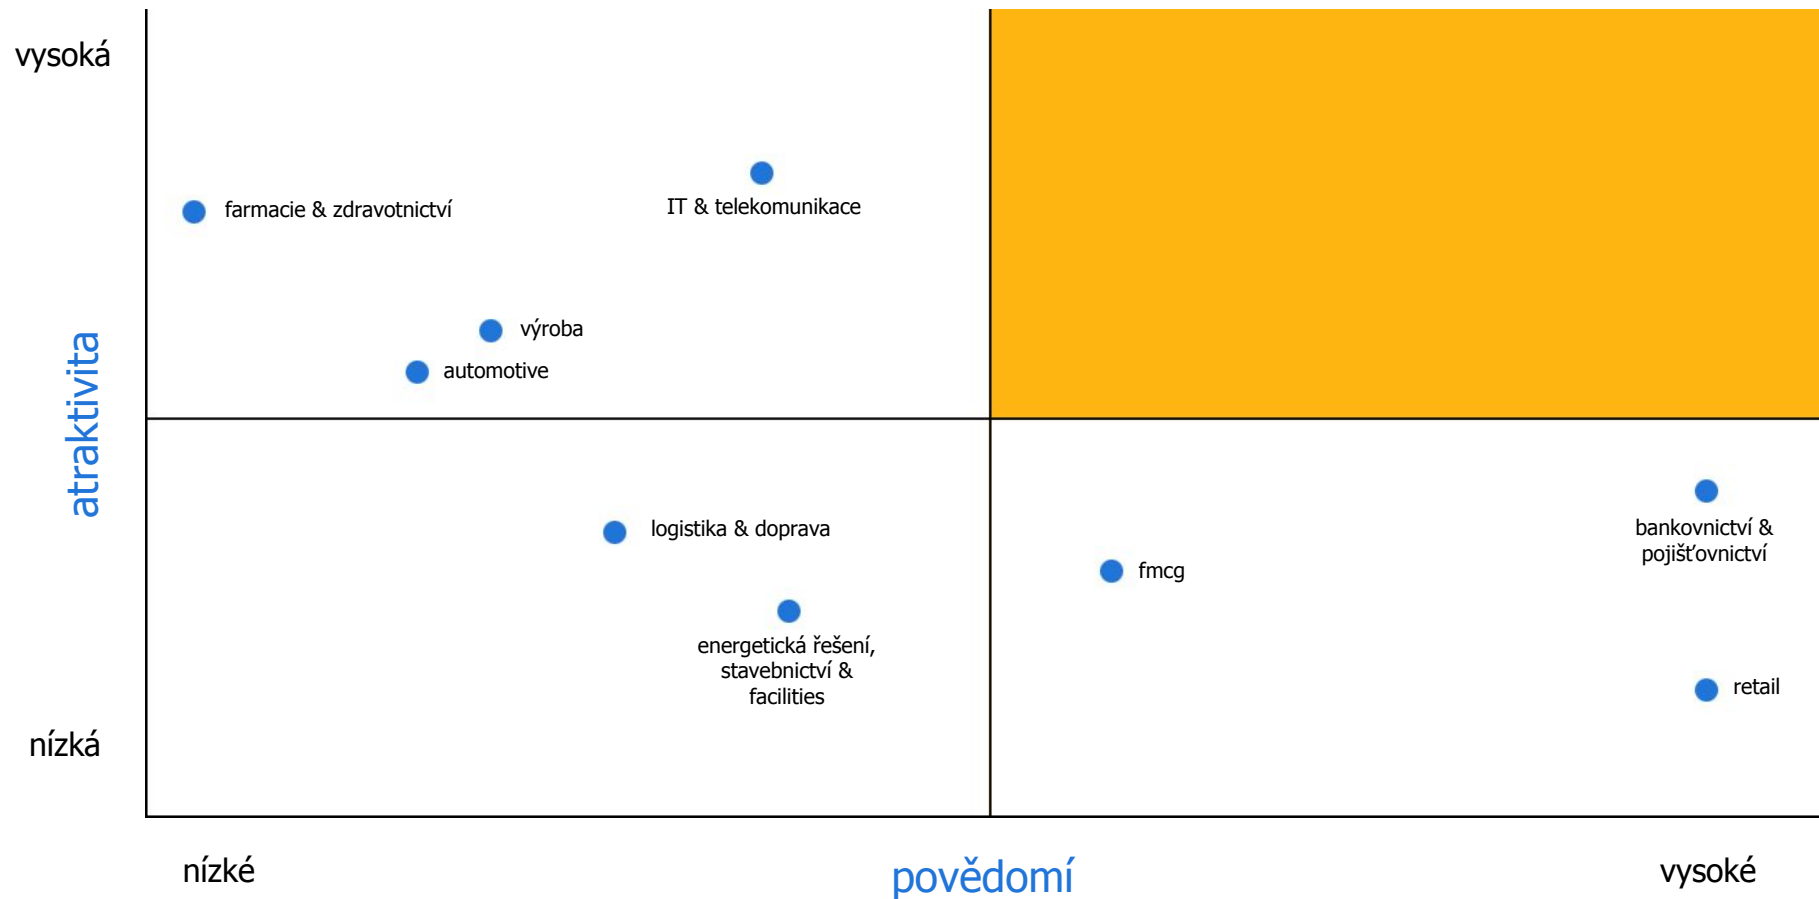 vysoká
IT & telekomunikace
farmacie & zdravotnictví
výroba
automotive
atraktivita
logistika & doprava
bankovnictví &
pojišťovnictví
fmcg
energetická řešení,
stavebnictví &
facilities
retail
nízká
nízké
povědomí
vysoké